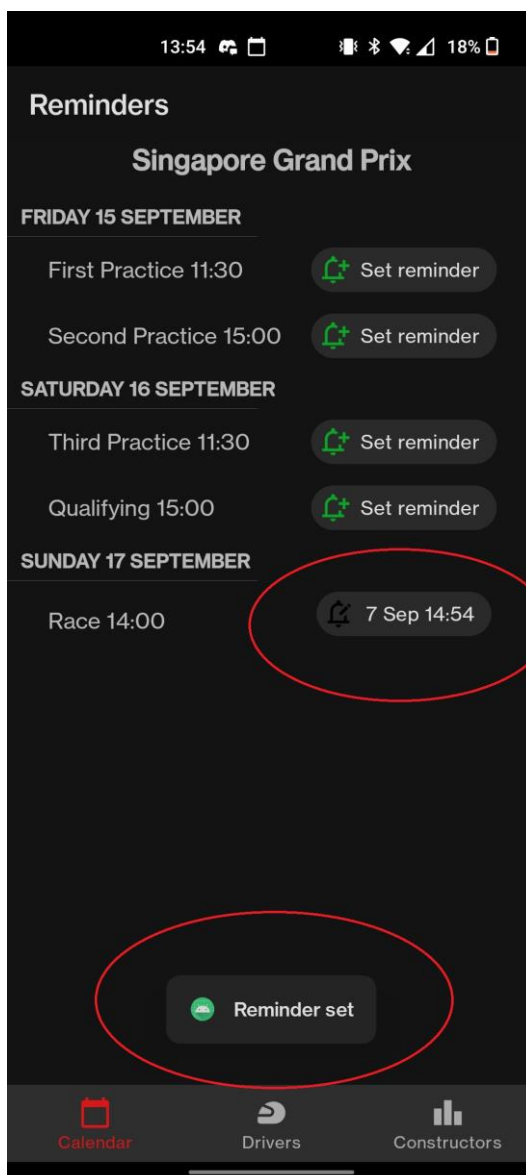 13:54 18%
Reminders
Singapore Grand Prix
FRIDAY 15 SEPTEMBER
First Practice 11:30 Set reminder
Second Practice 15:00 Set reminder
SATURDAY 16 SEPTEMBER
Third Practice 11:30 Set reminder
Qualifying 15:00 Set reminder
SUNDAY 17 SEPTEMBER
Race 14:00 7 Sep 14:54
Reminder set
Calendar Drivers Constructors